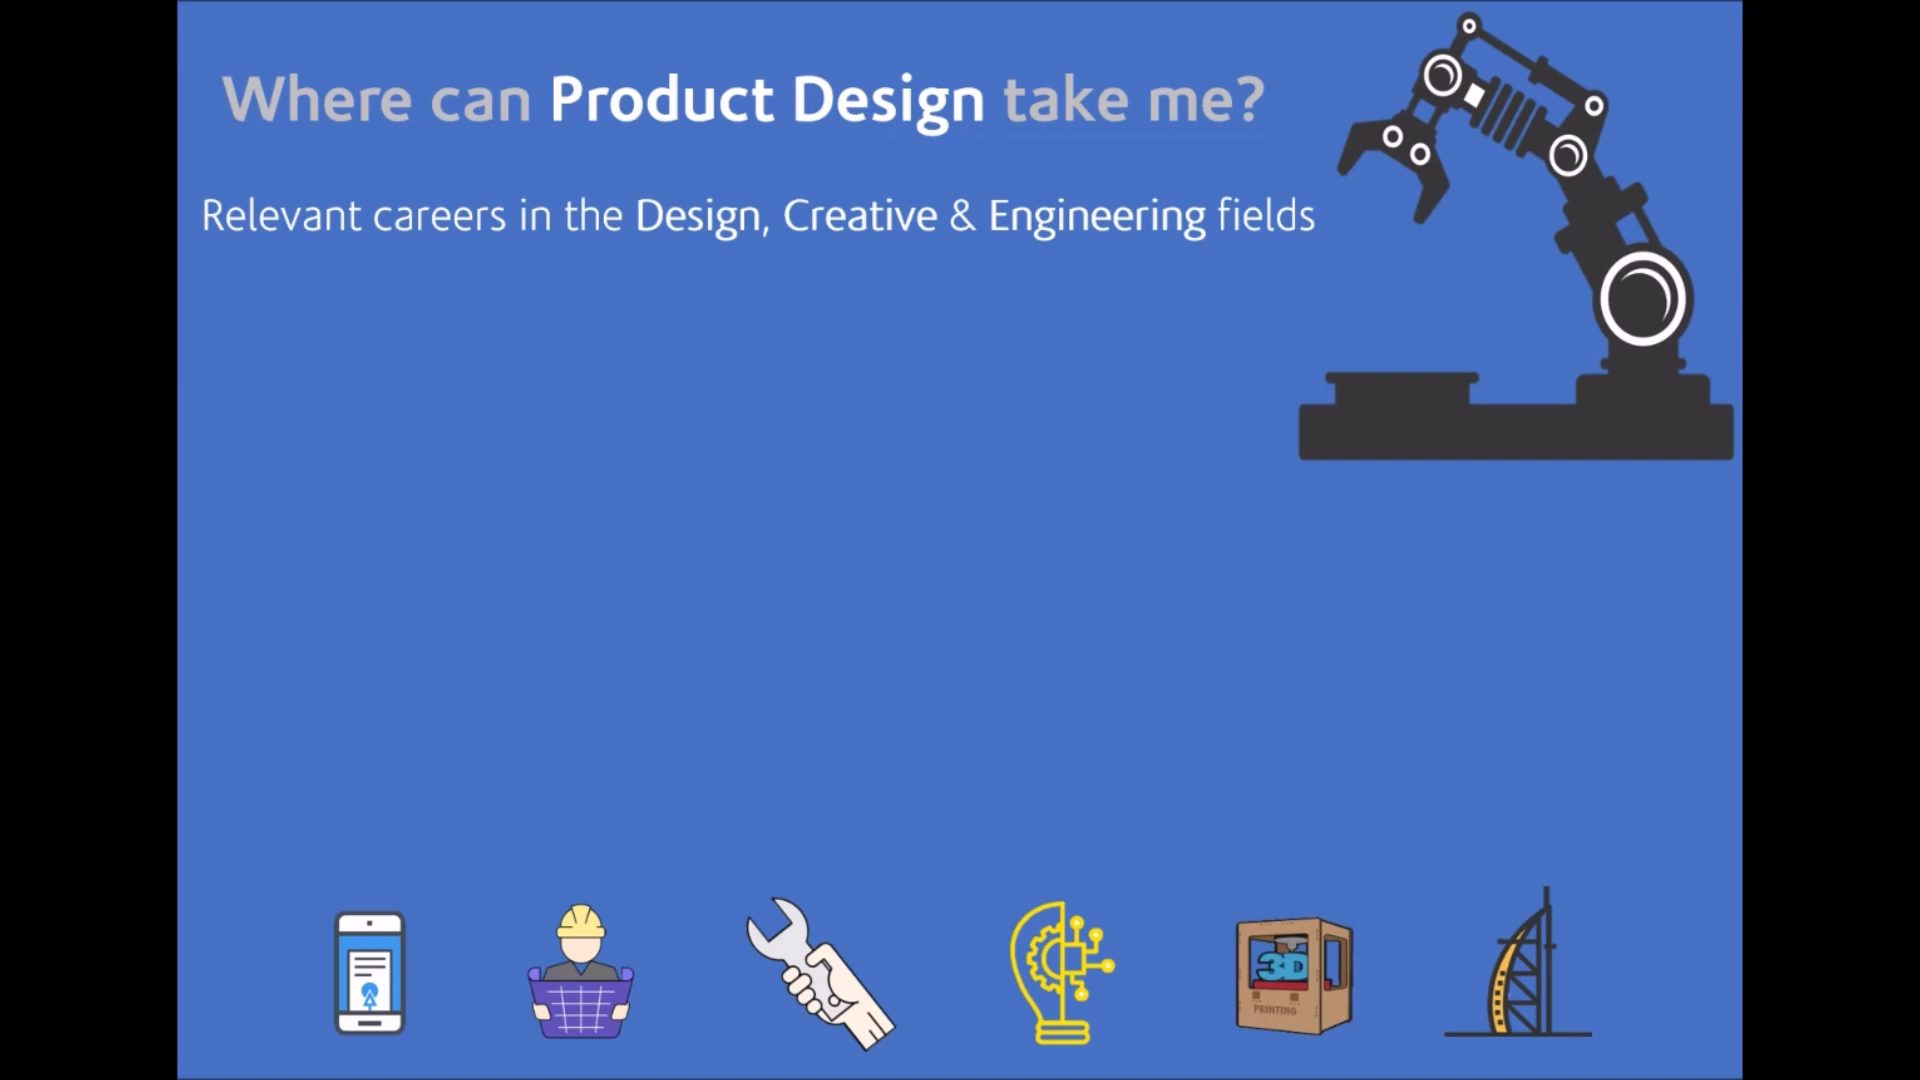 Where can Product Design take me?
Relevant careers in the Design, Creative & Engineering fields
3D
PRINTING